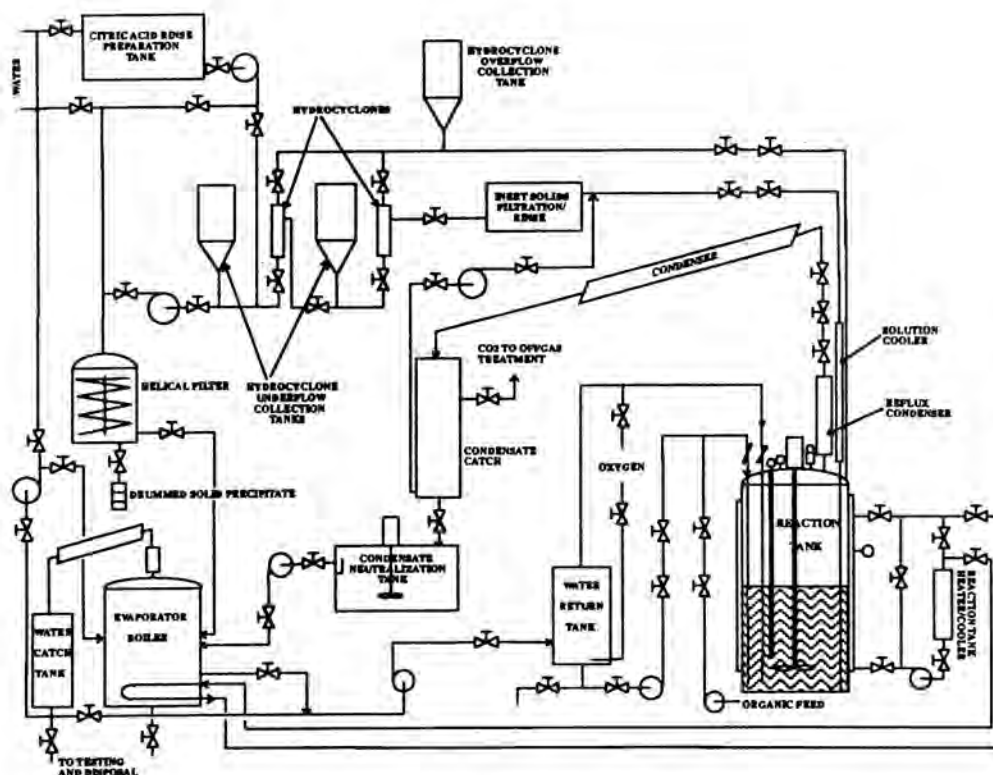 CITRIC ACID RINSE
PREPARATION
TANK
WATER
HYDROCYCLONE
OVERFLOW
COLLECTION
TANK
HYDROCYCLONES
INERT SOLIDS
FILTRATION/
RINSE
CONDENSER
SOLUTION
COOLER
CO2 TO OFFGAS
TREATMENT
HELICAL FILTER
HYDROCYCLONE
UNDERFLOW
COLLECTION
TANKS
REFLUX
CONDENSER
CONDENSATE
CATCH
OXYGEN
DRUMMED SOLID PRECIPITATE
REACTION
TANK
CONDENSATE
NEUTRALIZATION
TANK
WATER
RETURN
TANK
REACTION TANK
HEATER/COOLER
EVAPORATOR
BOILER
WATER
CATCH
TANK
ORGANIC FEED
TO TESTING
AND DISPOSAL